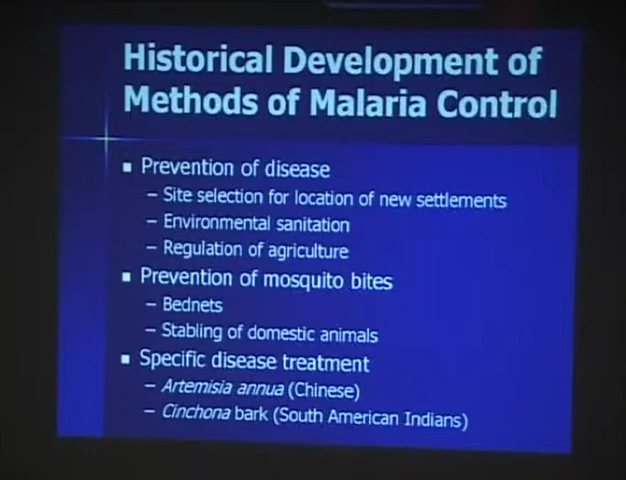 Historical Development of
Methods of Malaria Control
▪ Prevention of disease
– Site selection for location of new settlements
– Environmental sanitation
– Regulation of agriculture
▪ Prevention of mosquito bites
– Bednets
– Stabling of domestic animals
▪ Specific disease treatment
– Artemisia annua (Chinese)
– Cinchona bark (South American Indians)